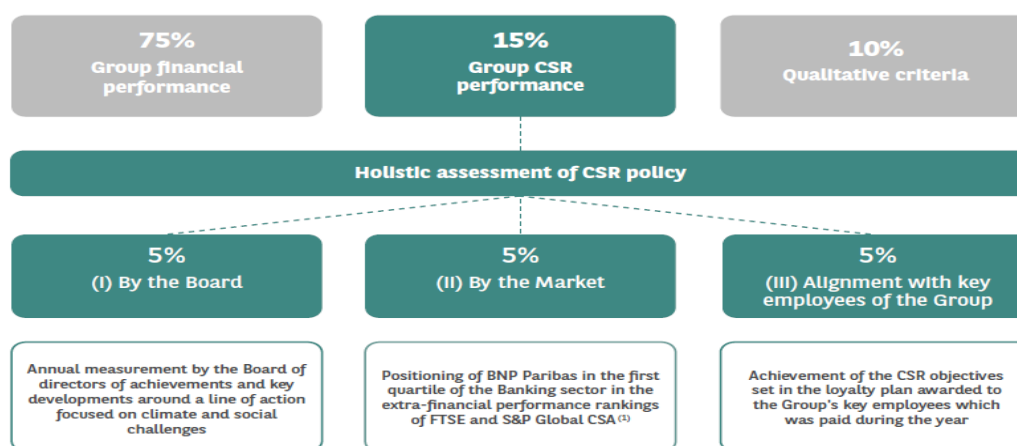 75%
Group financial
performance
15%
Group CSR
performance
10%
Qualitative criteria
Holistic assessment of CSR policy
5%
(I) By the Board
5%
(II) By the Market
5%
(III) Alignment with key
employees of the Group
Annual measurement by the Board of
directors of achievements and key
developments around a line of action
focused on climate and social
challenges
Positioning of BNP Paribas in the first
quartile of the Banking sector in the
extra-financial performance rankings
of FTSE and S&P Global CSA(1)
Achievement of the CSR objectives
set in the loyalty plan awarded to
the Group's key employees which
was paid during the year